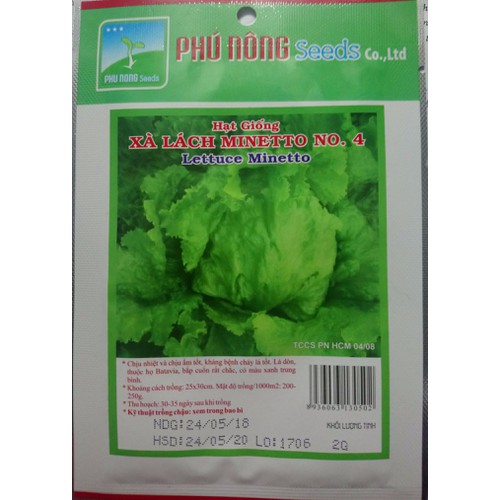 PHÚ NÔNG Seeds Co.,Ltd
PHU NONG Seeds
Hạt Giống
XÀ LÁCH MINETTO NO. 4
Lettuce Minetto
TCCS PN HCM 04/08
* Chịu nhiệt và chịu ẩm tốt, kháng bệnh cháy lá tốt. Lá dòn,
thuộc họ Batavia, bắp cuốn rất chắc, có màu xanh trung
bình.
* Khoảng cách trồng: 25x30cm. Mật độ trồng/1000m2: 200-
250g.
* Thu hoạch: 30-35 ngày sau khi trồng
* Kỹ thuật trồng chậu: xem trong bao bì
8936063130502
NDG:24/05/18
KHỐI LƯỢNG TỊNH
HSD:24/05/20 LO:1706 2G